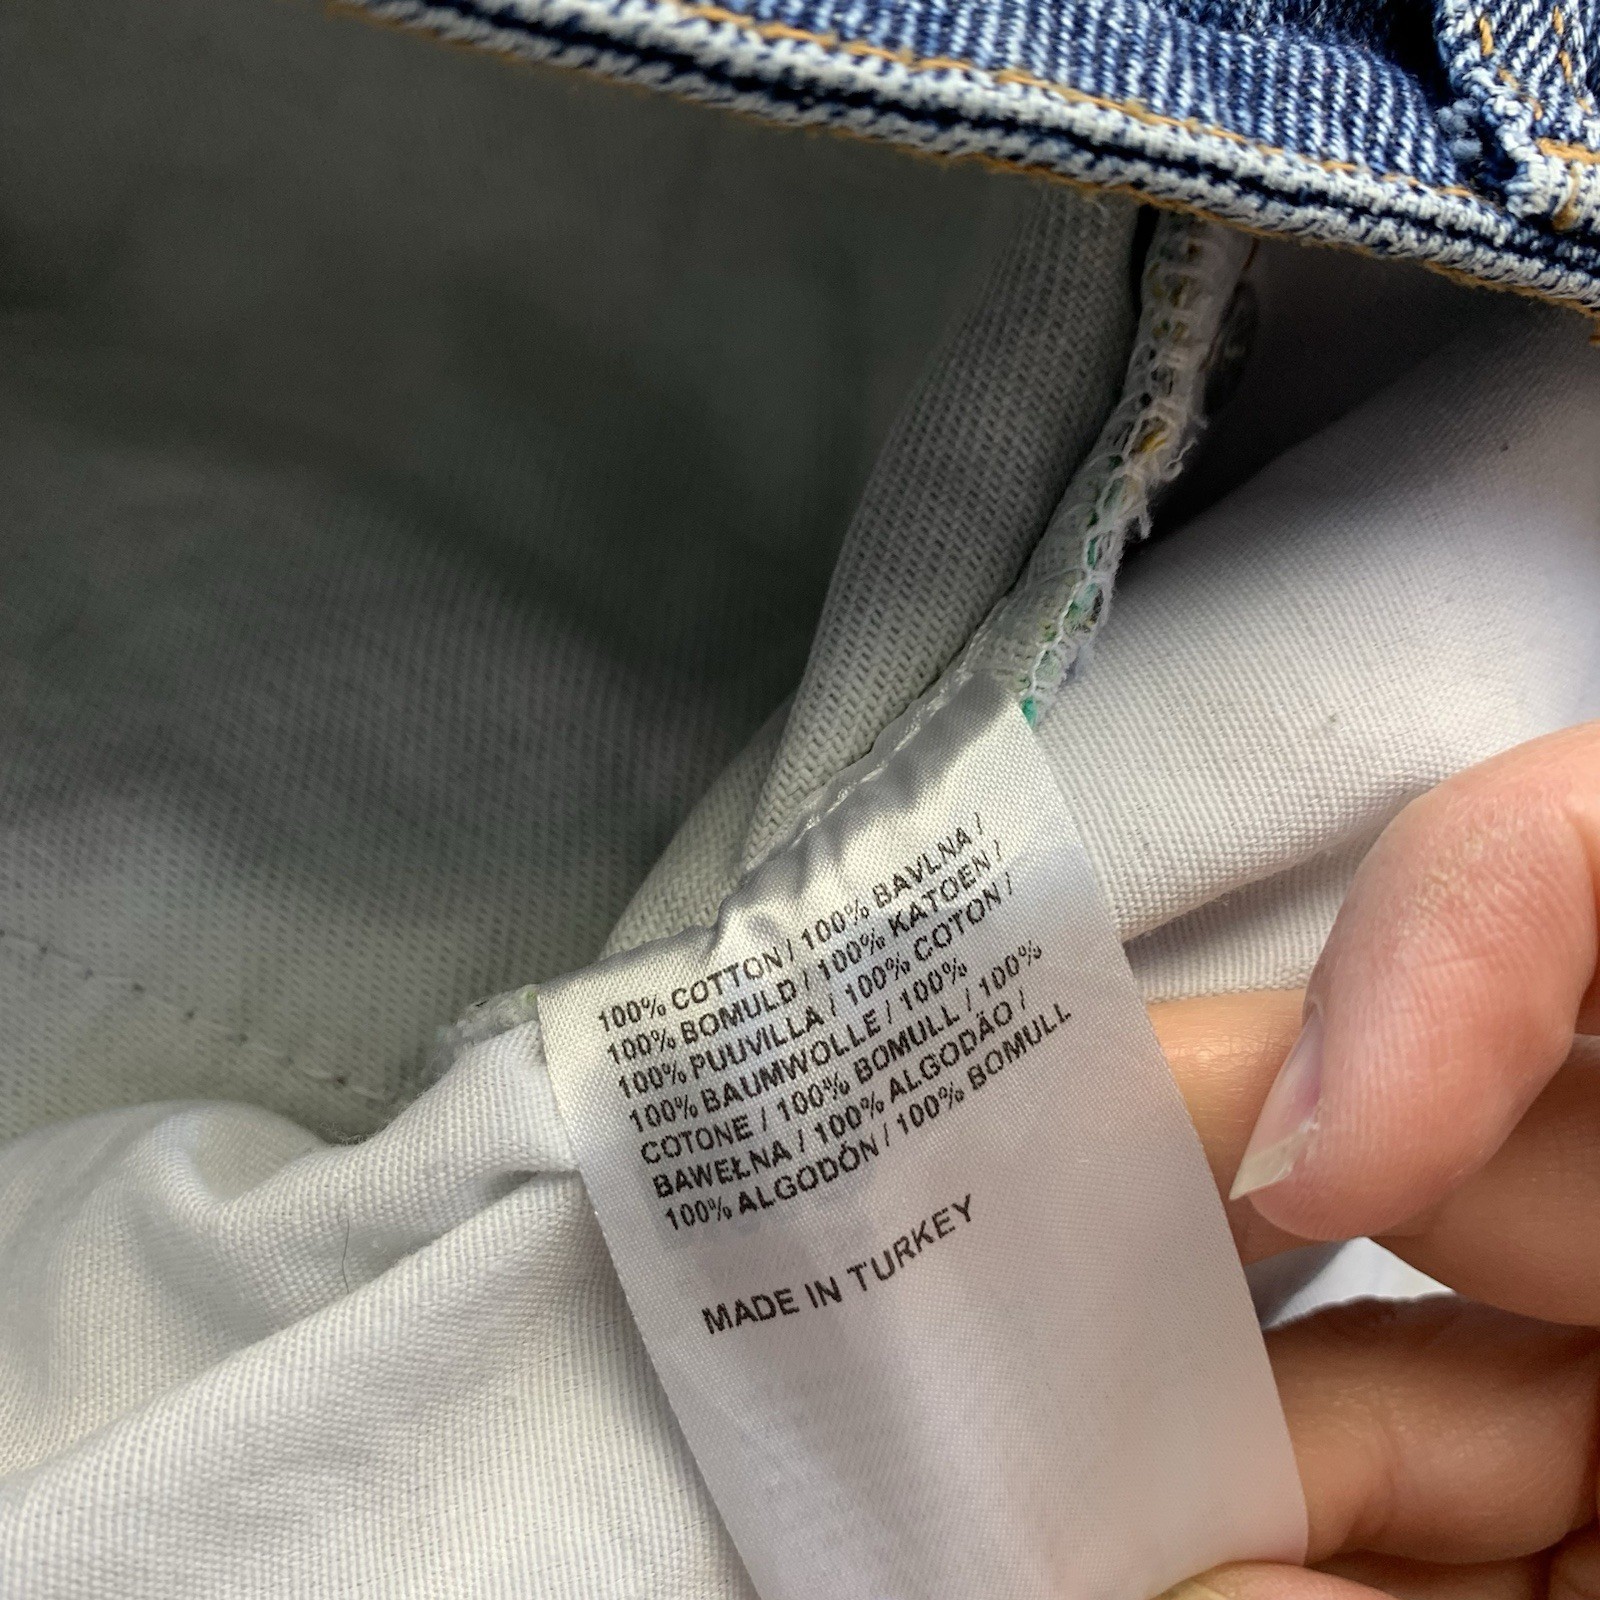 100% COTTON / 100% BAVLNA /
100% BOMULD / 100% KATOEN /
100% PUUVILLA / 100% COTON /
100% BAUMWOLLE / 100%
COTONE / 100% BOMULL / 100%
BAWEŁNA / 100% ALGODÃO /
100% ALGODÓN / 100% BOMULL
MADE IN TURKEY